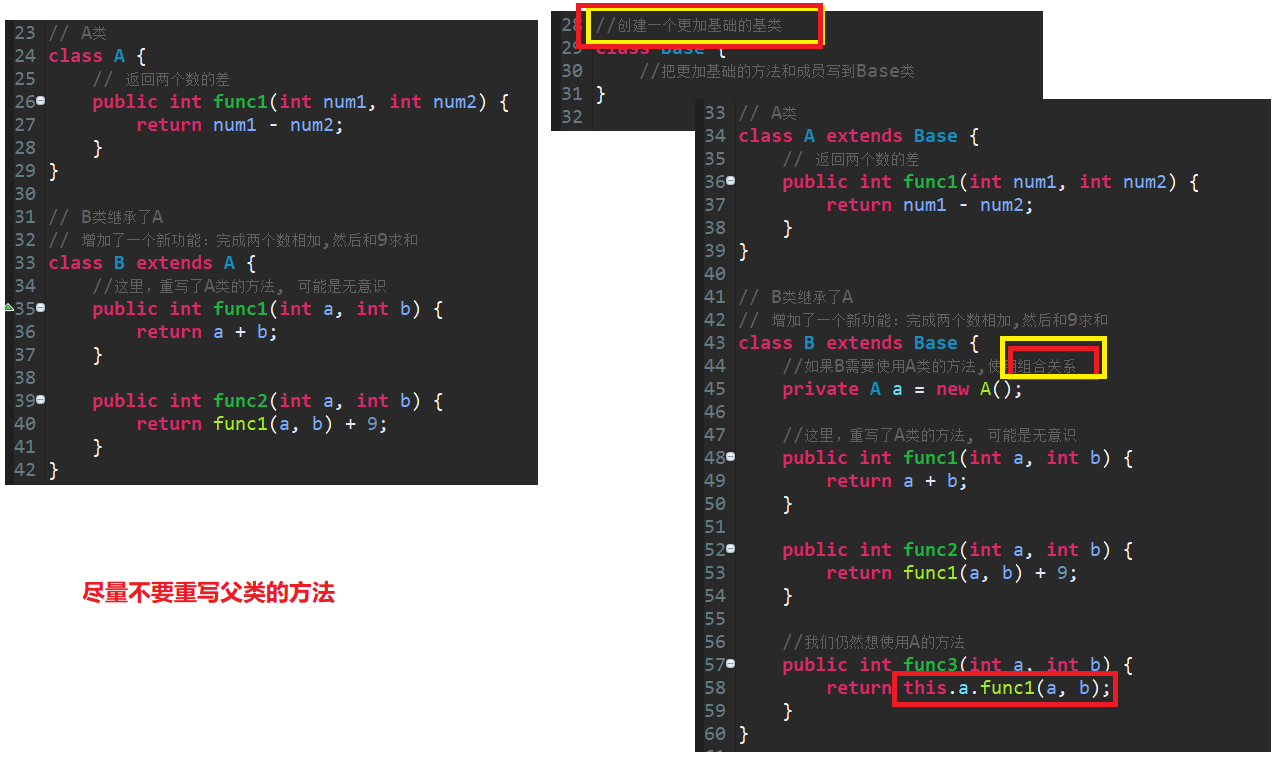 23 // A类
24 class A {
25     // 返回两个数的差
26     public int func1(int num1, int num2) {
27         return num1 - num2;
28     }
29 }
30
31 // B类继承了A
32 // 增加了一个新功能：完成两个数相加,然后和9求和
33 class B extends A {
34     //这里，重写了A类的方法, 可能是无意识
35     public int func1(int a, int b) {
36         return a + b;
37     }
38
39     public int func2(int a, int b) {
40         return func1(a, b) + 9;
41     }
42 }
尽量不要重写父类的方法
28 //创建一个更加基础的基类
29 class Base {
30     //把更加基础的方法和成员写到Base类
31 }
32
33 // A类
34 class A extends Base {
35     // 返回两个数的差
36     public int func1(int num1, int num2) {
37         return num1 - num2;
38     }
39 }
40
41 // B类继承了A
42 // 增加了一个新功能：完成两个数相加,然后和9求和
43 class B extends Base {
44     //如果B需要使用A类的方法,使用组合关系
45     private A a = new A();
46
47     //这里，重写了A类的方法, 可能是无意识
48     public int func1(int a, int b) {
49         return a + b;
50     }
51
52     public int func2(int a, int b) {
53         return func1(a, b) + 9;
54     }
55
56     //我们仍然想使用A的方法
57     public int func3(int a, int b) {
58         return this.a.func1(a, b);
59     }
60 }